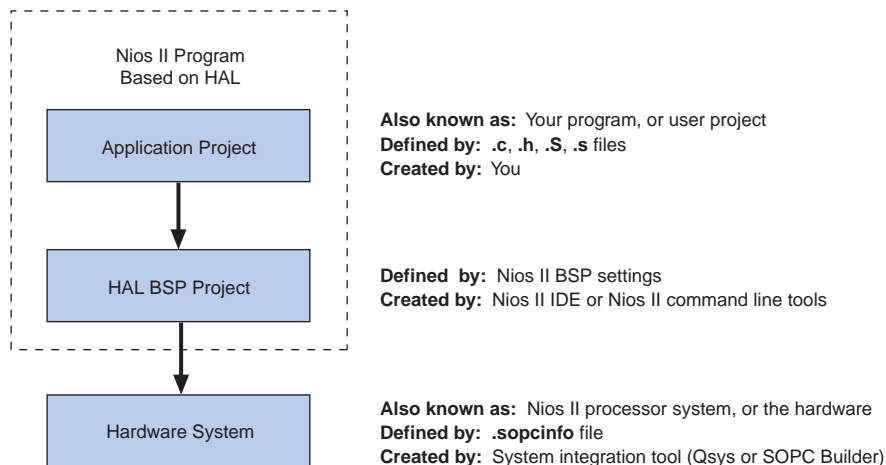 Nios II Program
Based on HAL
Application Project
Also known as: Your program, or user project
Defined by: .c, .h, .S, .s files
Created by: You
HAL BSP Project
Defined by: Nios II BSP settings
Created by: Nios II IDE or Nios II command line tools
Hardware System
Also known as: Nios II processor system, or the hardware
Defined by: .sopcinfo file
Created by: System integration tool (Qsys or SOPC Builder)